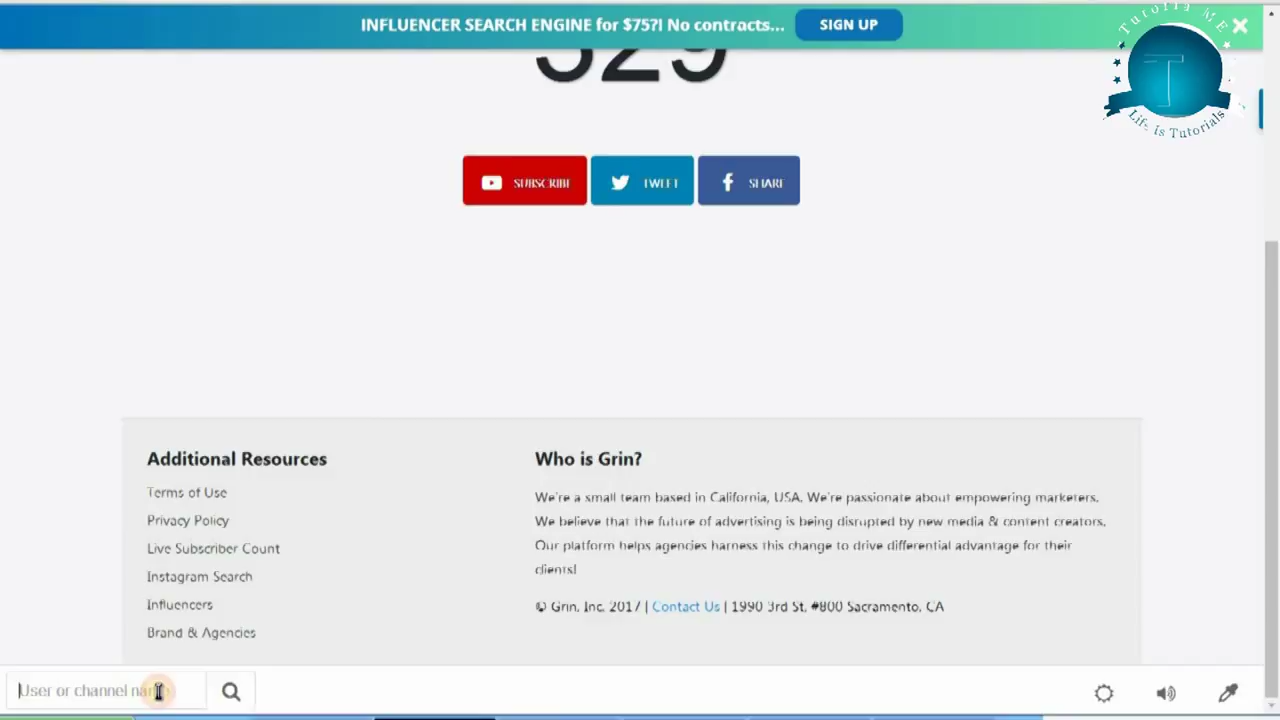 INFLUENCER SEARCH ENGINE for $75?! No contracts...
SIGN UP
Tutoria ME
T
Life is Tutorials
329
SUBSCRIBE
TWEET
SHARE
Additional Resources
Terms of Use
Privacy Policy
Live Subscriber Count
Instagram Search
Influencers
Brand & Agencies
Who is Grin?
We're a small team based in California, USA. We're passionate about empowering marketers.
We believe that the future of advertising is being disrupted by new media & content creators.
Our platform helps agencies harness this change to drive differential advantage for their
clients!
© Grin, Inc. 2017 | Contact Us | 1990 3rd St, #800 Sacramento, CA
User or channel name